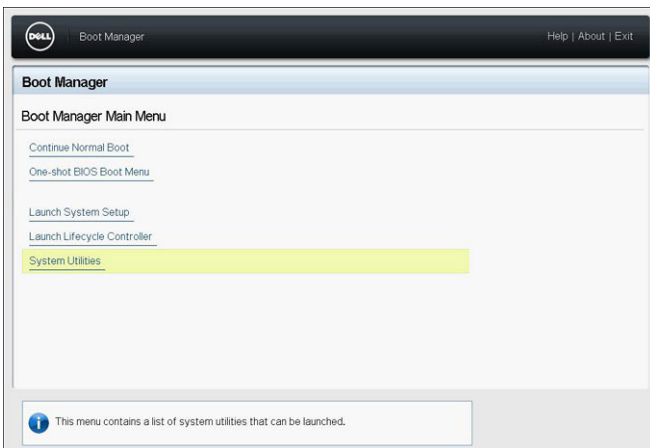 DELL Boot Manager Help | About | Exit
Boot Manager
Boot Manager Main Menu
Continue Normal Boot
One-shot BIOS Boot Menu
Launch System Setup
Launch Lifecycle Controller
System Utilities
This menu contains a list of system utilities that can be launched.